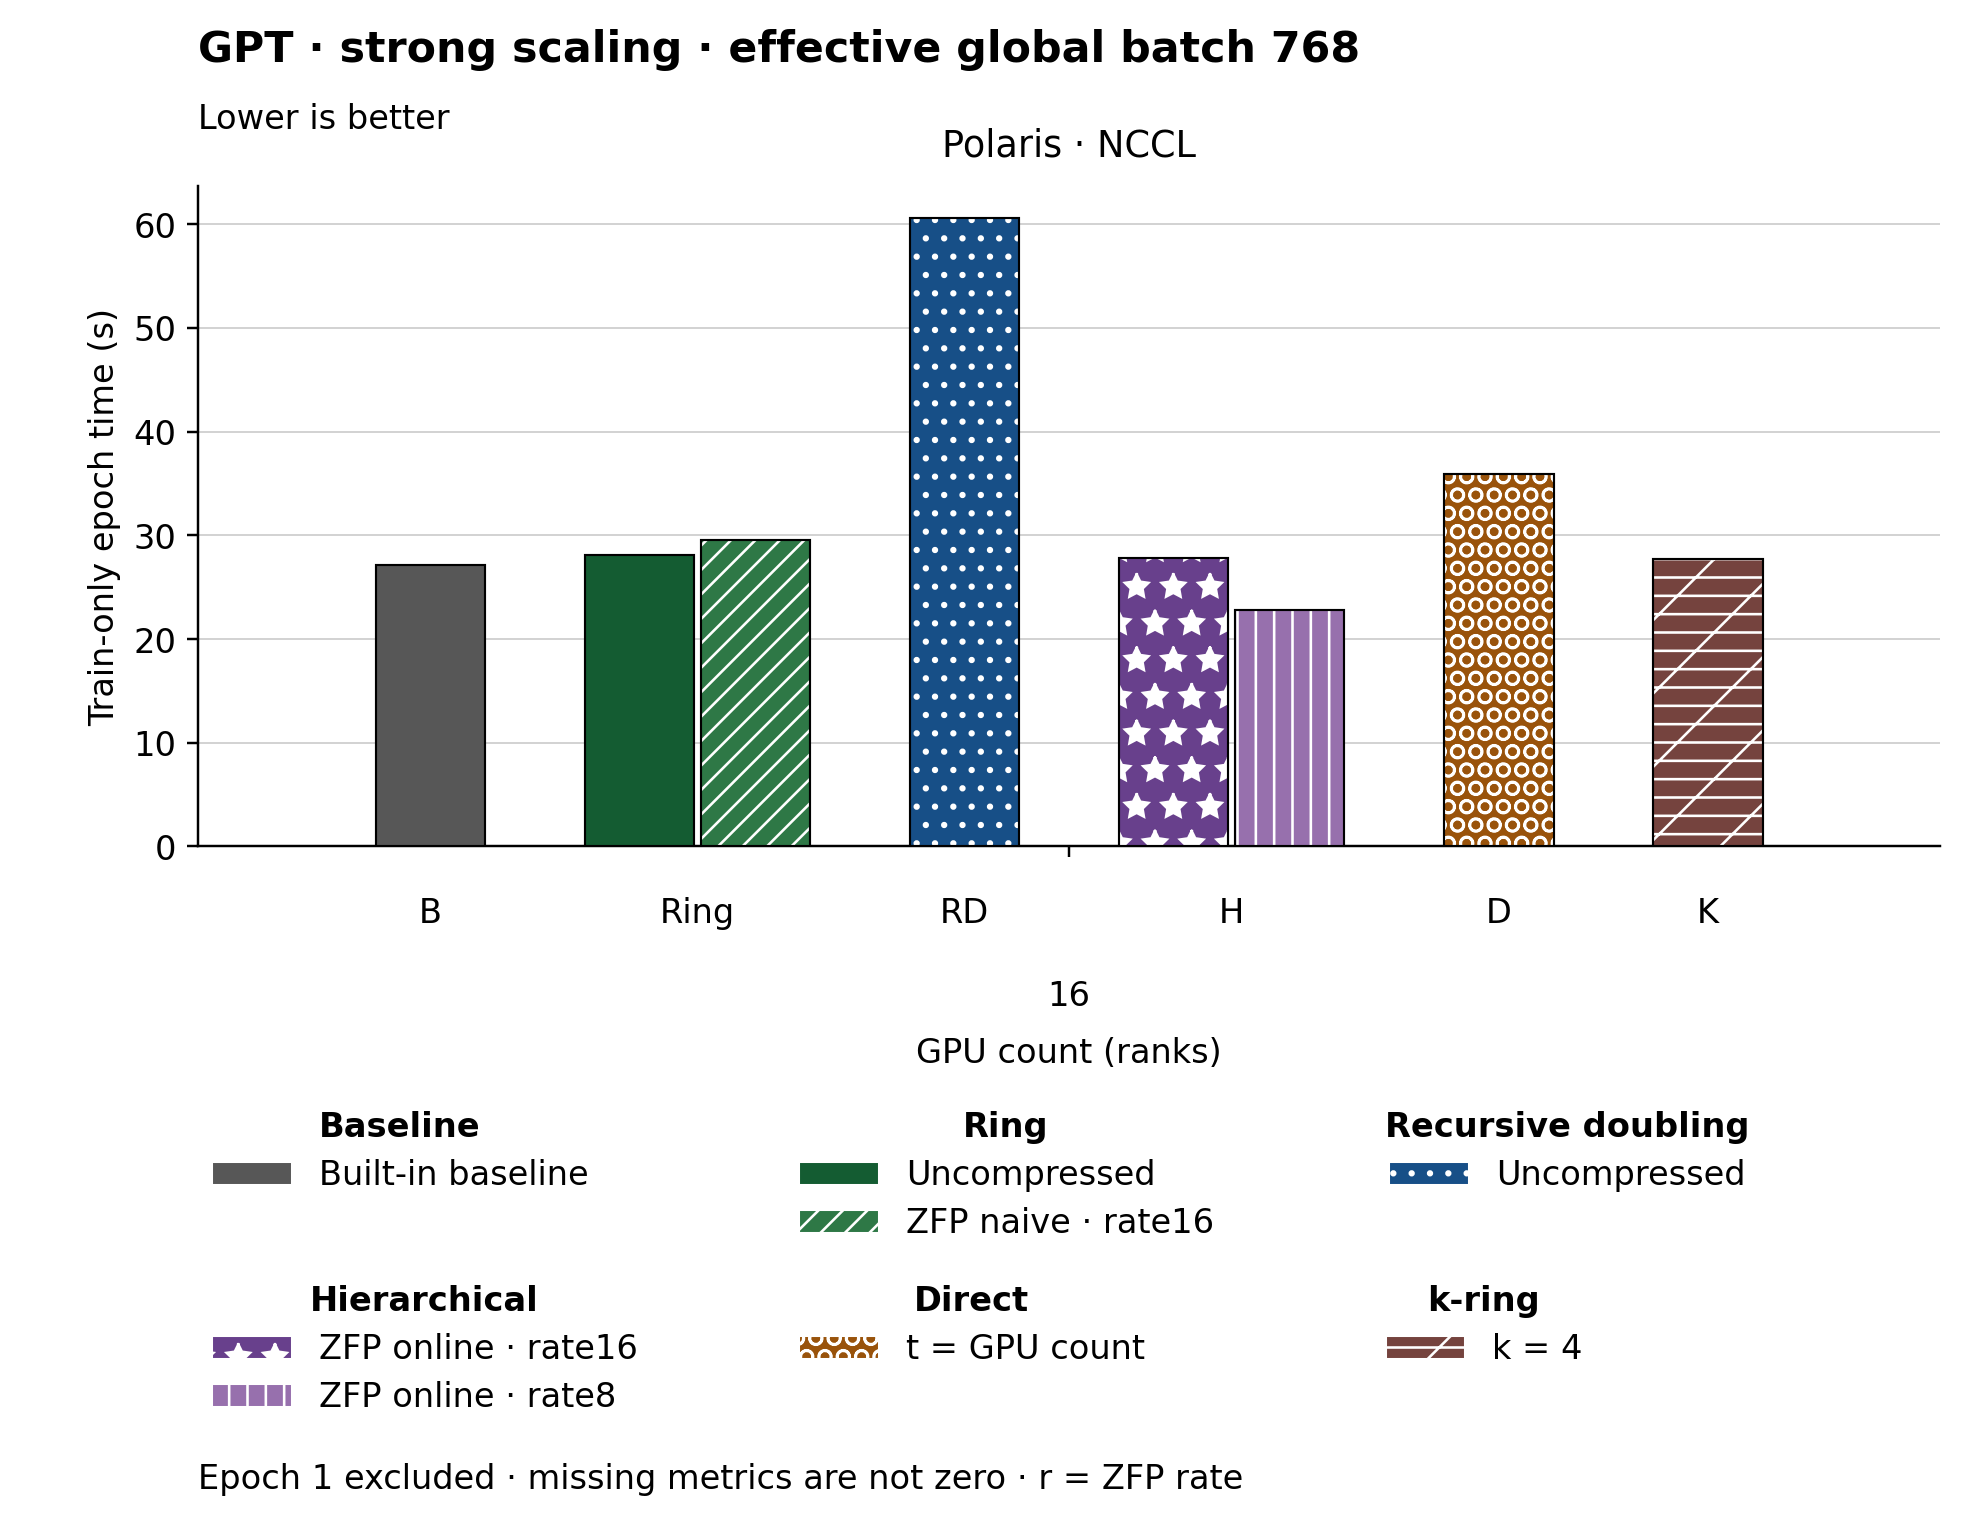 GPT · strong scaling · effective global batch 768
Lower is better
Polaris · NCCL
Train-only epoch time (s)
60
50
40
30
20
10
0
B Ring RD H D K
16
GPU count (ranks)
Baseline Ring Recursive doubling
Built-in baseline Uncompressed Uncompressed
ZFP naive · rate16
Hierarchical Direct k-ring
ZFP online · rate16 t = GPU count k = 4
ZFP online · rate8
Epoch 1 excluded · missing metrics are not zero · r = ZFP rate